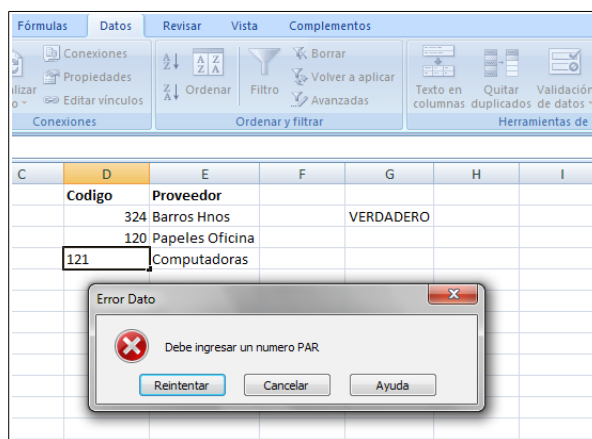 Fórmulas Datos Revisar Vista Complementos
Conexiones
Propiedades
Editar vínculos
Conexiones
Ordenar
Filtro
Borrar
Volver a aplicar
Avanzadas
Ordenar y filtrar
Texto en columnas
Quitar duplicados
Validación de datos
Herramientas de
C D E F G H I
Codigo Proveedor
324 Barros Hnos VERDADERO
120 Papeles Oficina
121 Computadoras
Error Dato
Debe ingresar un numero PAR
Reintentar Cancelar Ayuda